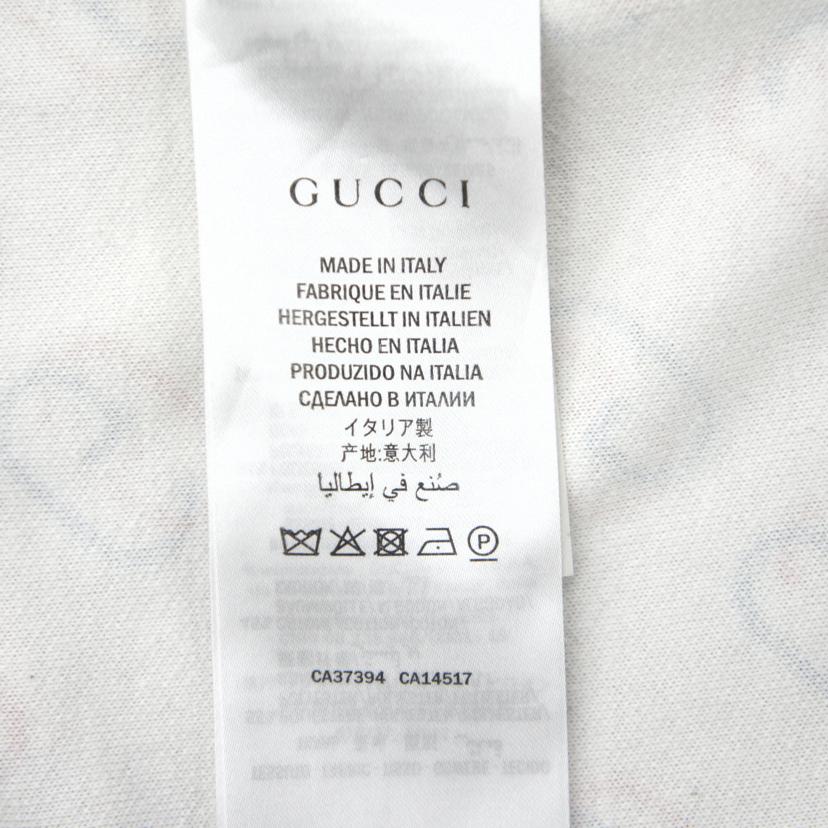 GUCCI
MADE IN ITALY
FABRIQUE EN ITALIE
HERGESTELLT IN ITALIEN
HECHO EN ITALIA
PRODUZIDO NA ITALIA
СДЕЛАНО В ИТАЛИИ
イタリア製
产地:意大利
صُنع في إيطاليا
P
CA37394 CA14517